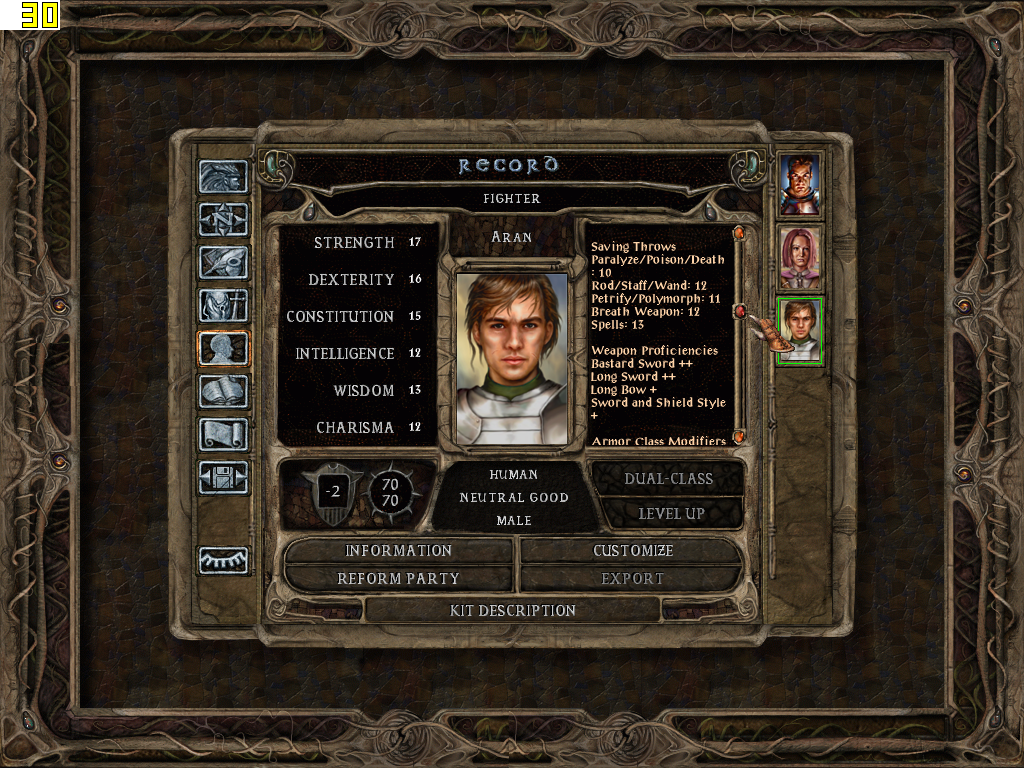 30
RECORD
FIGHTER
ARAN
STRENGTH 17
DEXTERITY 16
CONSTITUTION 15
INTELLIGENCE 12
WISDOM 13
CHARISMA 12
Saving Throws
Paralyze/Poison/Death
: 10
Rod/Staff/Wand: 12
Petrify/Polymorph: 11
Breath Weapon: 12
Spells: 13
Weapon Proficiencies
Bastard Sword ++
Long Sword ++
Long Bow +
Sword and Shield Style
+
Armor Class Modifiers
-2
70
70
HUMAN
NEUTRAL GOOD
MALE
DUAL-CLASS
LEVEL UP
INFORMATION
CUSTOMIZE
REFORM PARTY
EXPORT
KIT DESCRIPTION